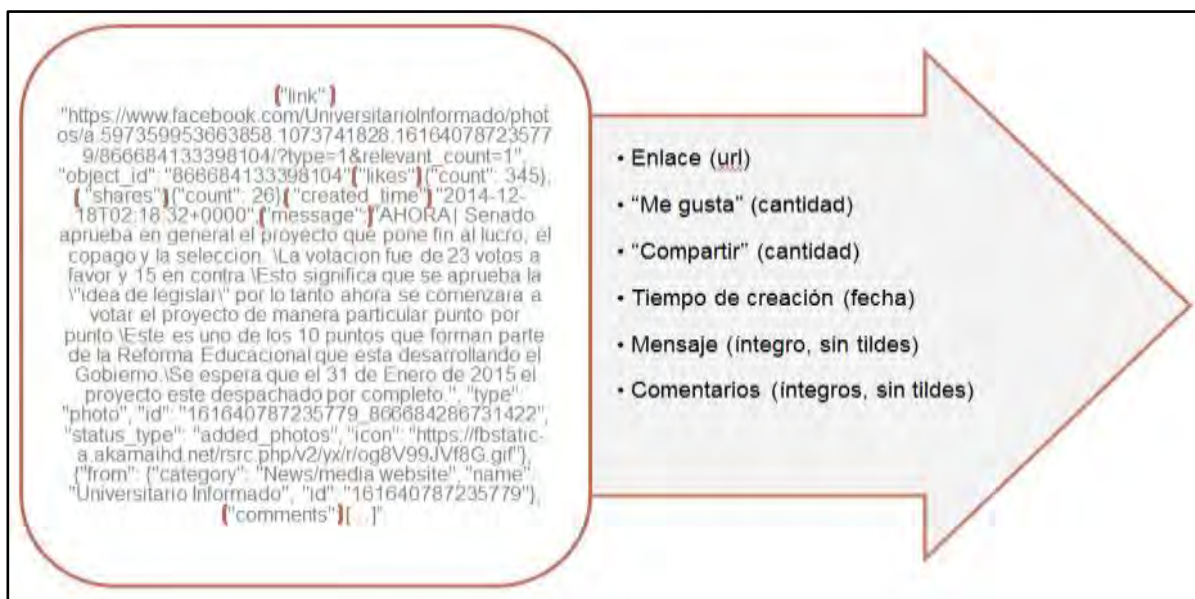 {"link":}
"https://www.facebook.com/UniversitarioInformado/phot
os/a.597359953663858.1073741828.16164078723577
9/866684133398104/?type=1&relevant_count=1",
"object_id": "866684133398104"{"likes"}{"count": 345},
{"shares"}{"count": 26}{"created_time"}"2014-12-
18T02:18:32+0000",{"message":}"AHORA| Senado
aprueba en general el proyecto que pone fin al lucro, el
copago y la seleccion. \La votacion fue de 23 votos a
favor y 15 en contra.\Esto significa que se aprueba la
\"idea de legislar\" por lo tanto ahora se comenzara a
votar el proyecto de manera particular punto por
punto.\Este es uno de los 10 puntos que forman parte
de la Reforma Educacional que esta desarrollando el
Gobierno.\Se espera que el 31 de Enero de 2015 el
proyecto este despachado por completo.", "type":
"photo", "id": "161640787235779_866684286731422",
"status_type": "added_photos", "icon": "https://fbstatic-
a.akamaihd.net/rsrc.php/v2/yx/r/og8V99JVf8G.gif"},
{"from": {"category": "News/media website", "name":
"Universitario Informado", "id": "161640787235779"},
{"comments"}[...]"
• Enlace (url)
• “Me gusta” (cantidad)
• “Compartir” (cantidad)
• Tiempo de creación (fecha)
• Mensaje (íntegro, sin tildes)
• Comentarios (íntegros, sin tildes)